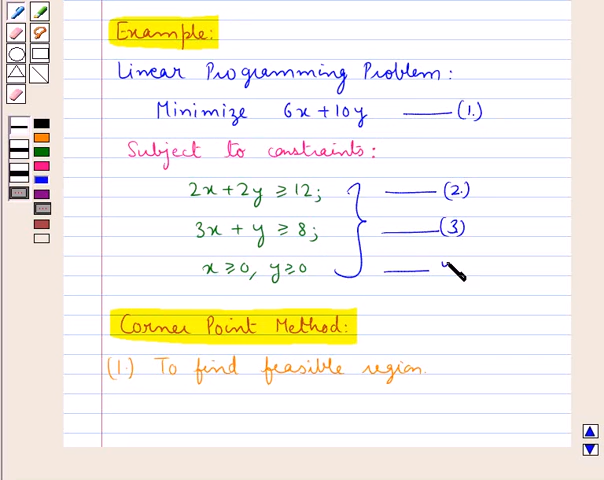 Example:
Linear Programming Problem:
Minimize 6x + 10y —— (1.)
Subject to constraints:
2x + 2y ≥ 12; —— (2.)
3x + y ≥ 8; —— (3)
x ≥ 0, y ≥ 0 ——
Corner Point Method:
(1.) To find feasible region.